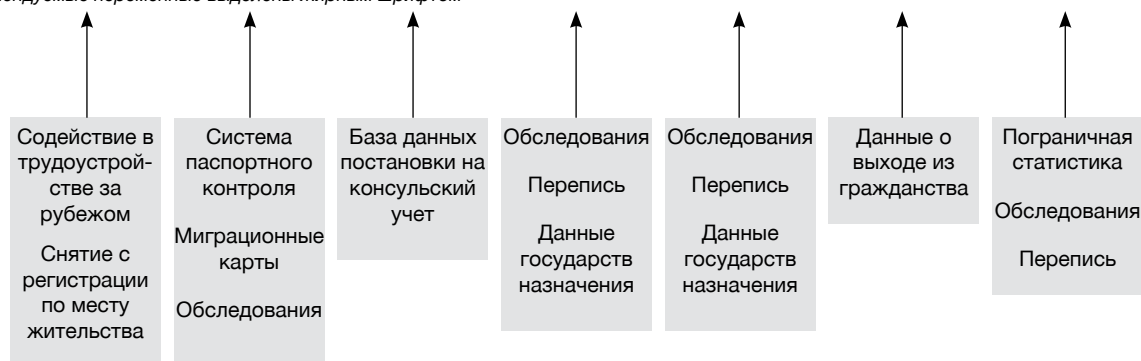 Содействие в
трудоустрой-
стве за
рубежом
Снятие с
регистрации
по месту
жительства
Система
паспортного
контроля
Миграционные
карты
Обследования
База данных
постановки на
консульский
учет
Обследования
Перепись
Данные
государств
назначения
Обследования
Перепись
Данные
государств
назначения
Данные о
выходе из
гражданства
Пограничная
статистика
Обследования
Перепись